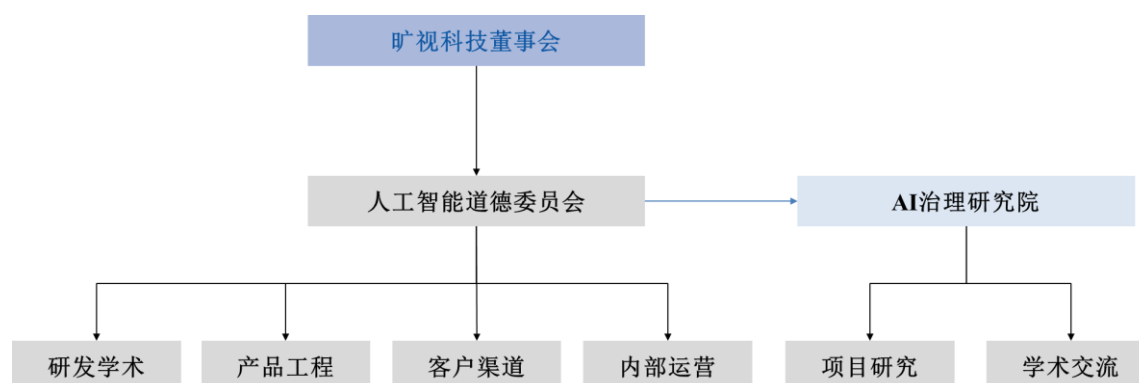 旷视科技董事会
人工智能道德委员会
AI治理研究院
研发学术
产品工程
客户渠道
内部运营
项目研究
学术交流